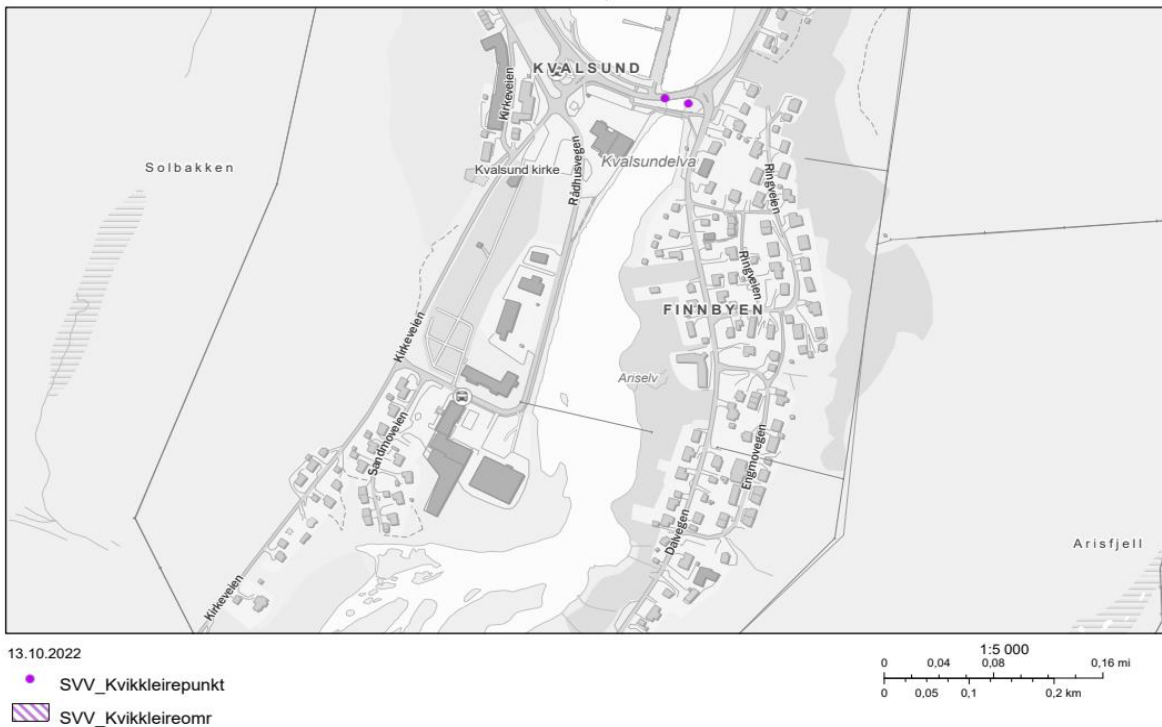 KVALSUND
Kirkeveien
Kvalsundelva
Solbakken
Kvalsund kirke
Rådhusvegen
Ringveien
Ringveien
FINNBYEN
Kirkeveien
Ariselv
Sandmoveien
Engmovegen
Dalvegen
Arisfjell
Kirkeveien
13.10.2022
SVV_Kvikkleirepunkt
SVV_Kvikkleireomr
1:5 000
0 0,04 0,08 0,16 mi
0 0,05 0,1 0,2 km